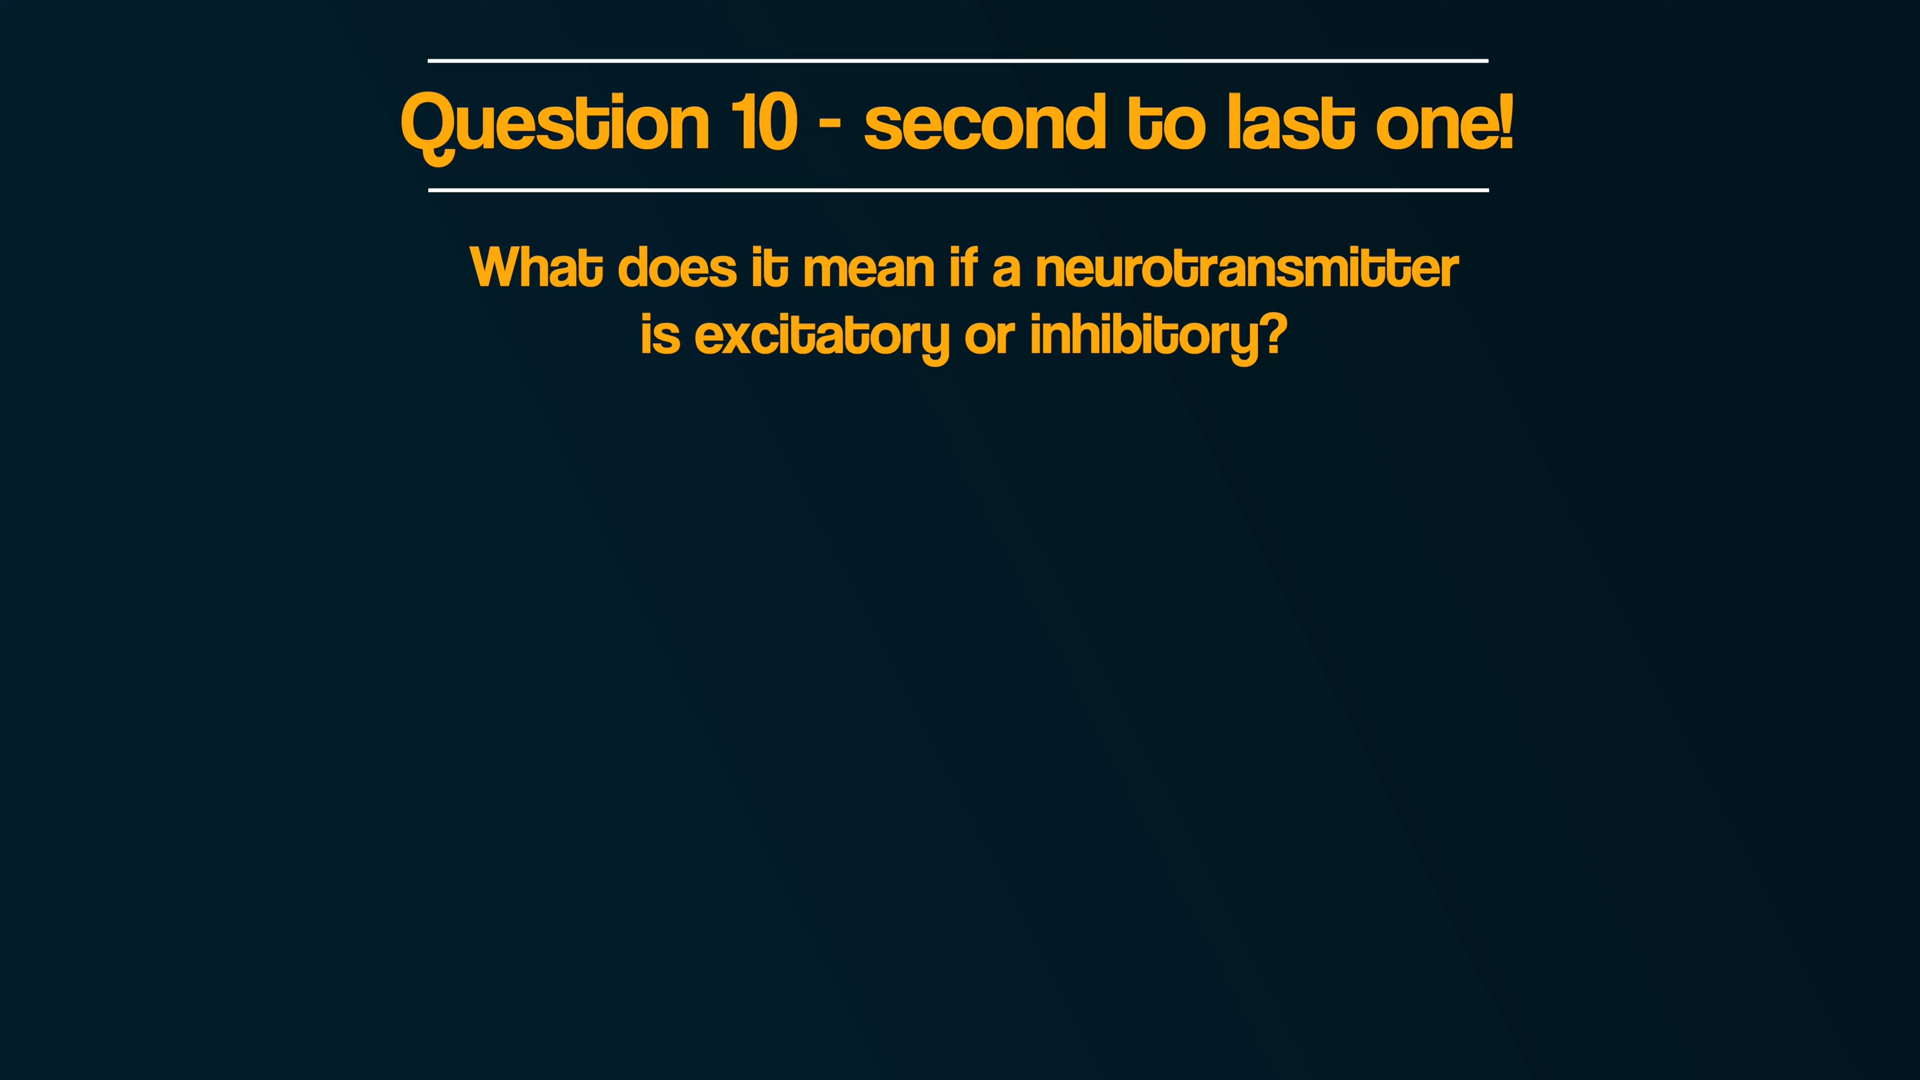 Question 10 - second to last one!
What does it mean if a neurotransmitter
is excitatory or inhibitory?